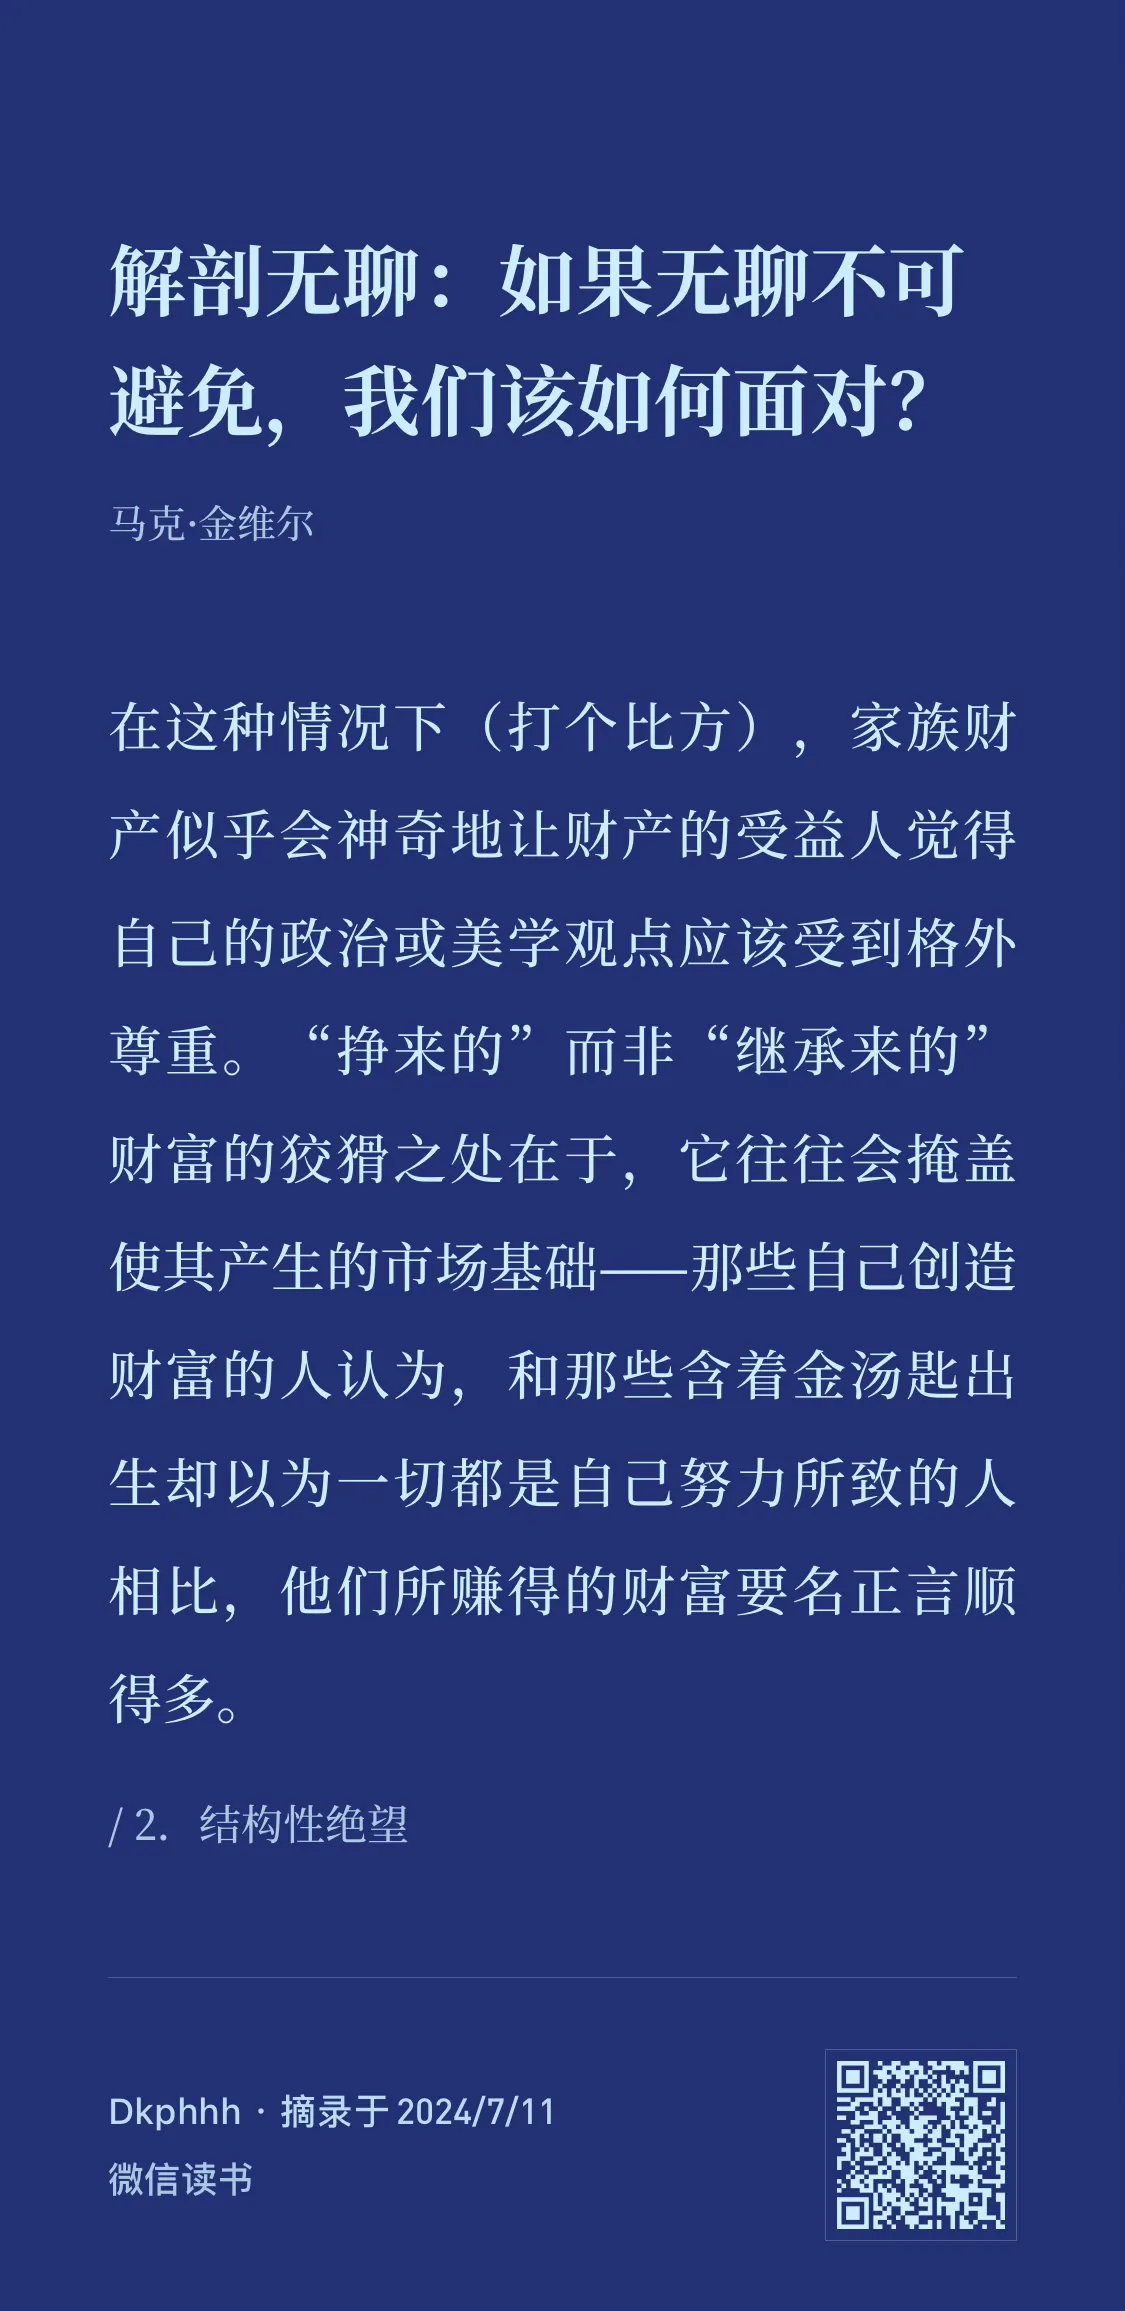 解剖无聊：如果无聊不可
避免，我们该如何面对？
马克·金维尔
在这种情况下（打个比方），家族财
产似乎会神奇地让财产的受益人觉得
自己的政治或美学观点应该受到格外
尊重。“挣来的”而非“继承来的”
财富的狡猾之处在于，它往往会掩盖
使其产生的市场基础——那些自己创造
财富的人认为，和那些含着金汤匙出
生却以为一切都是自己努力所致的人
相比，他们所赚得的财富要名正言顺
得多。
/ 2. 结构性绝望
Dkphhh · 摘录于 2024/7/11
微信读书